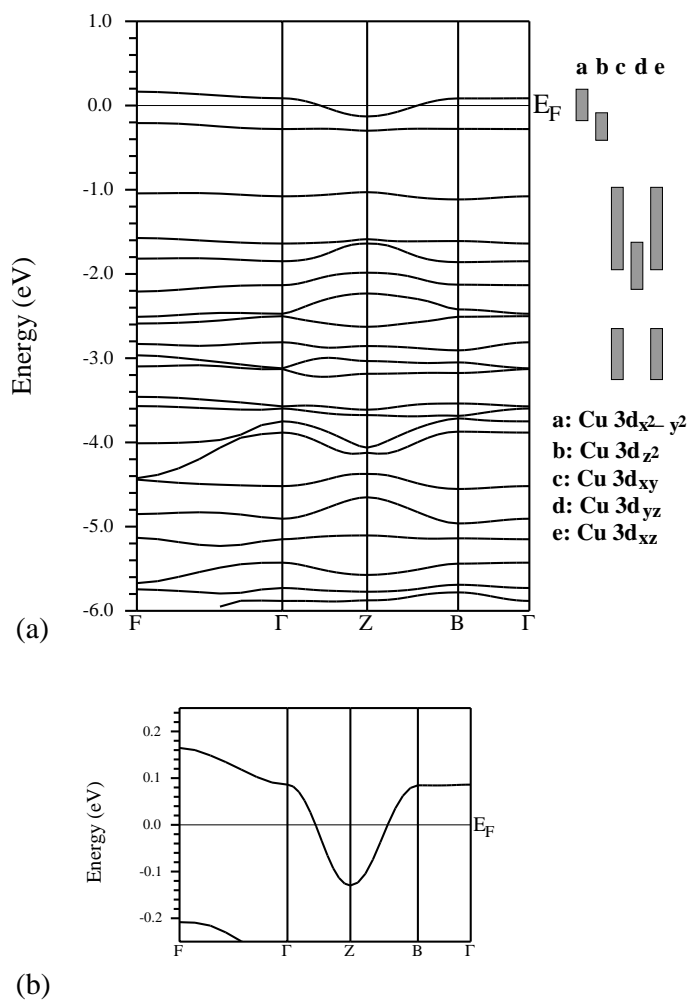 1.0
a b c d e
0.0
E_F
-1.0
-2.0
Energy (eV)
-3.0
a: Cu 3d_x²− y²
-4.0
b: Cu 3d_z²
c: Cu 3d_xy
d: Cu 3d_yz
-5.0
e: Cu 3d_xz
-6.0
F Γ Z B Γ
(a)
0.2
0.1
Energy (eV)
0.0
E_F
-0.1
-0.2
F Γ Z B Γ
(b)